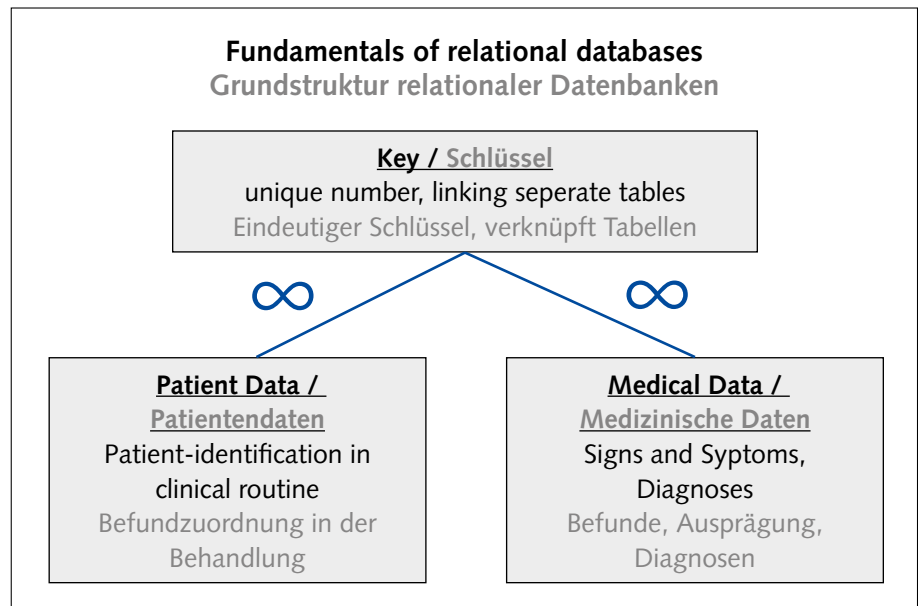 Fundamentals of relational databases
Grundstruktur relationaler Datenbanken
Key / Schlüssel
unique number, linking seperate tables
Eindeutiger Schlüssel, verknüpft Tabellen
∞
∞
Patient Data /
Patientendaten
Patient-identification in
clinical routine
Befundzuordnung in der
Behandlung
Medical Data /
Medizinische Daten
Signs and Syptoms,
Diagnoses
Befunde, Ausprägung,
Diagnosen